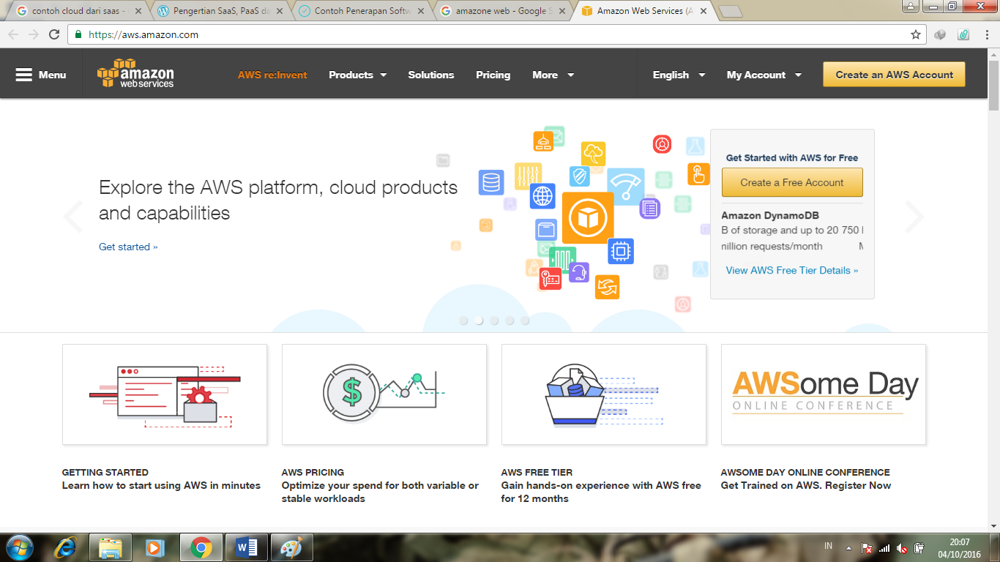 contoh cloud dari saas -
Pengertian SaaS, PaaS da
Contoh Penerapan Softw
amazone web - Google S
Amazon Web Services (A
https://aws.amazon.com
Menu
amazon
web services
AWS re:Invent
Products
Solutions
Pricing
More
English
My Account
Create an AWS Account
Explore the AWS platform, cloud products
and capabilities
Get started »
Get Started with AWS for Free
Create a Free Account
Amazon DynamoDB
B of storage and up to 20 750
million requests/month
View AWS Free Tier Details »
$
AWSome Day
ONLINE CONFERENCE
GETTING STARTED
Learn how to start using AWS in minutes
AWS PRICING
Optimize your spend for both variable or
stable workloads
AWS FREE TIER
Gain hands-on experience with AWS free
for 12 months
AWSOME DAY ONLINE CONFERENCE
Get Trained on AWS. Register Now
IN
20:07
04/10/2016